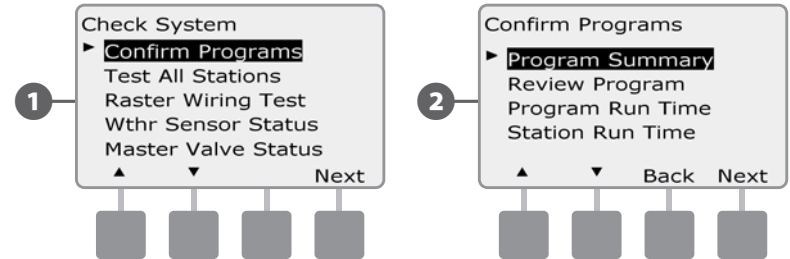 1
Check System
► Confirm Programs
Test All Stations
Raster Wiring Test
Wthr Sensor Status
Master Valve Status
▲ ▼ Next
2
Confirm Programs
► Program Summary
Review Program
Program Run Time
Station Run Time
▲ ▼ Back Next